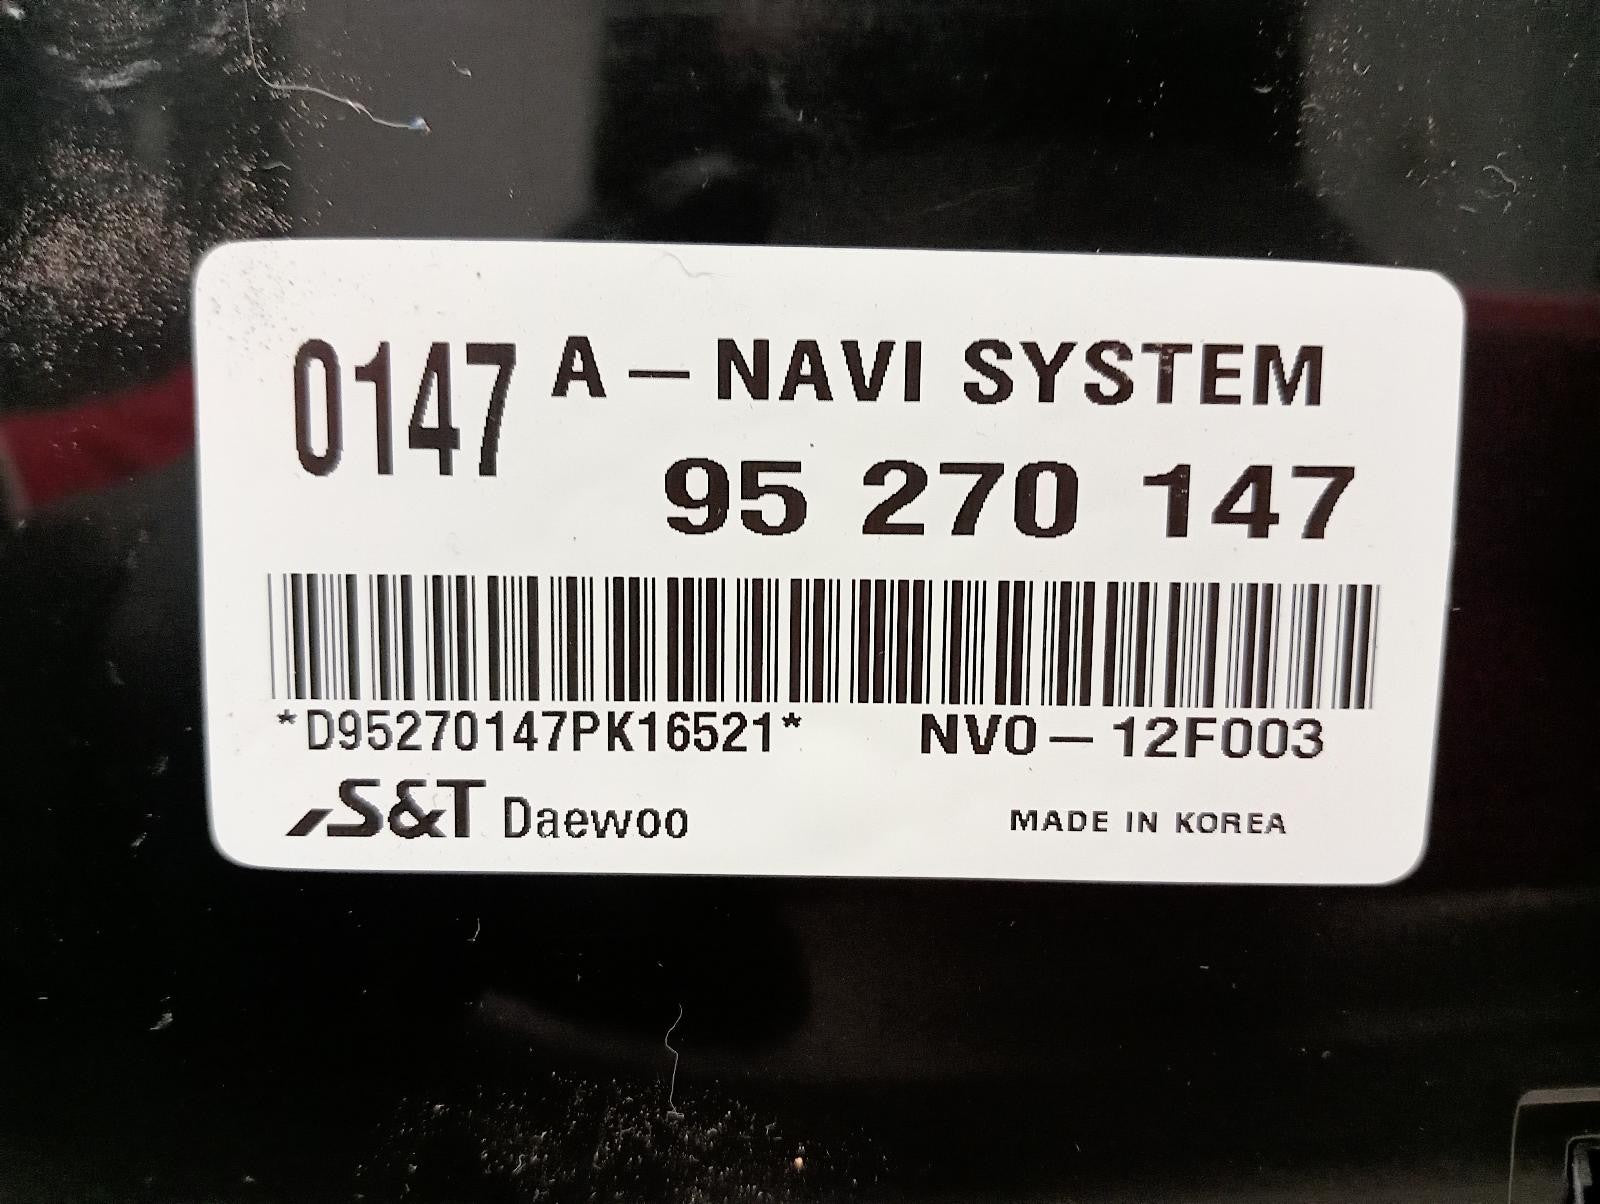 0147 A-NAVI SYSTEM
95 270 147
*D95270147PK16521* NV0-12F003
S&T Daewoo MADE IN KOREA